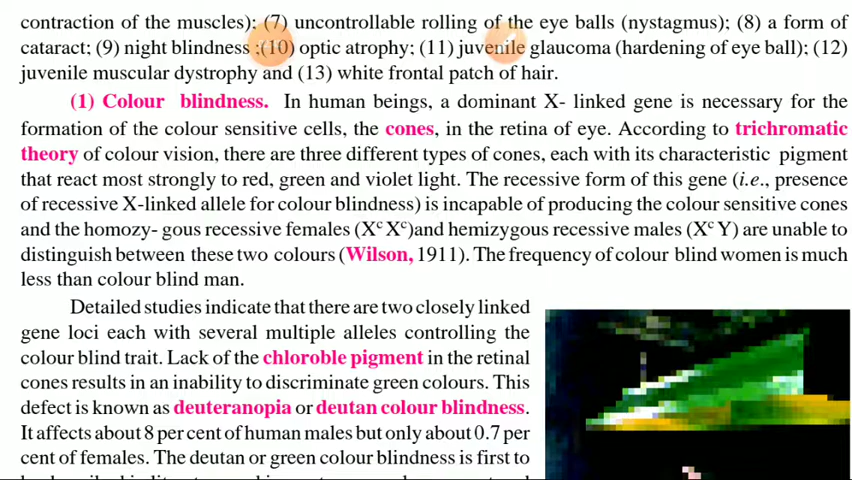 contraction of the muscles); (7) uncontrollable rolling of the eye balls (nystagmus); (8) a form of
cataract; (9) night blindness ;(10) optic atrophy; (11) juvenile glaucoma (hardening of eye ball); (12)
juvenile muscular dystrophy and (13) white frontal patch of hair.
(1) Colour blindness. In human beings, a dominant X- linked gene is necessary for the
formation of the colour sensitive cells, the cones, in the retina of eye. According to trichromatic
theory of colour vision, there are three different types of cones, each with its characteristic pigment
that react most strongly to red, green and violet light. The recessive form of this gene (i.e., presence
of recessive X-linked allele for colour blindness) is incapable of producing the colour sensitive cones
and the homozy- gous recessive females (Xᶜ Xᶜ)and hemizygous recessive males (Xᶜ Y) are unable to
distinguish between these two colours (Wilson, 1911). The frequency of colour blind women is much
less than colour blind man.
Detailed studies indicate that there are two closely linked
gene loci each with several multiple alleles controlling the
colour blind trait. Lack of the chloroble pigment in the retinal
cones results in an inability to discriminate green colours. This
defect is known as deuteranopia or deutan colour blindness.
It affects about 8 per cent of human males but only about 0.7 per
cent of females. The deutan or green colour blindness is first to